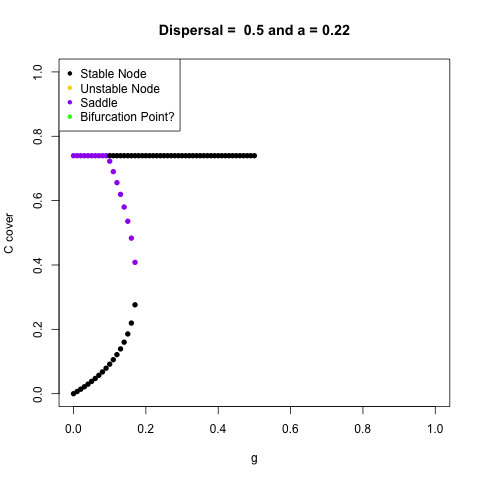 Dispersal =  0.5 and a = 0.22
Stable Node
Unstable Node
Saddle
Bifurcation Point?
C cover
1.0
0.8
0.6
0.4
0.2
0.0
0.0 0.2 0.4 0.6 0.8 1.0
g